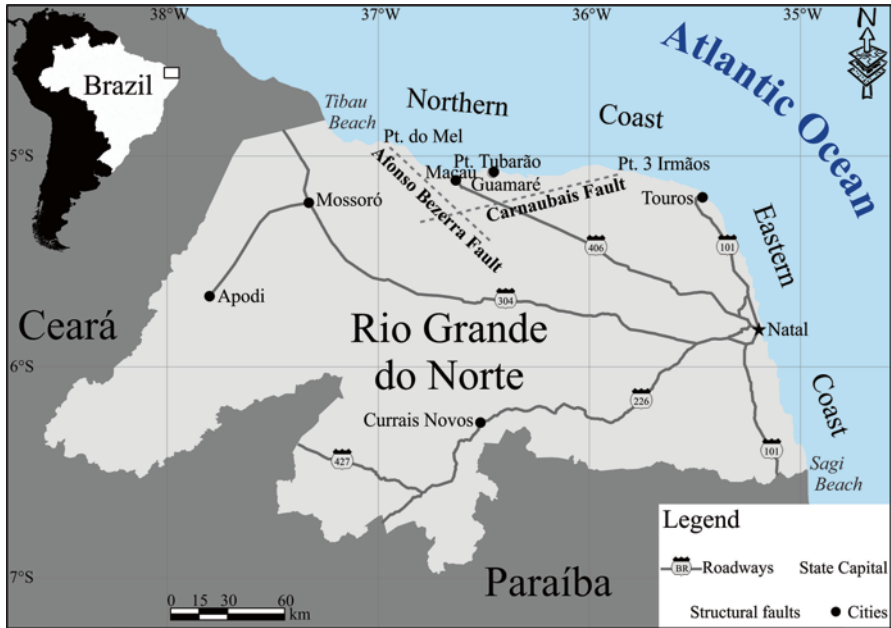 38°W
37°W
36°W
35°W
N
Brazil
Atlantic Ocean
Tibau
Beach
Northern
Coast
Pt. do Mel
5°S
Pt. Tubarão
Macau
Guamaré
Pt. 3 Irmãos
Afonso Bezerra Fault
Carnaubais Fault
Mossoró
Touros
406
101
Eastern
Apodi
304
Ceará
Rio Grande
do Norte
Natal
6°S
226
Coast
Currais Novos
427
101
Sagi
Beach
Legend
BR
Roadways
State Capital
Structural faults
Cities
7°S
Paraíba
0 15 30 60
km